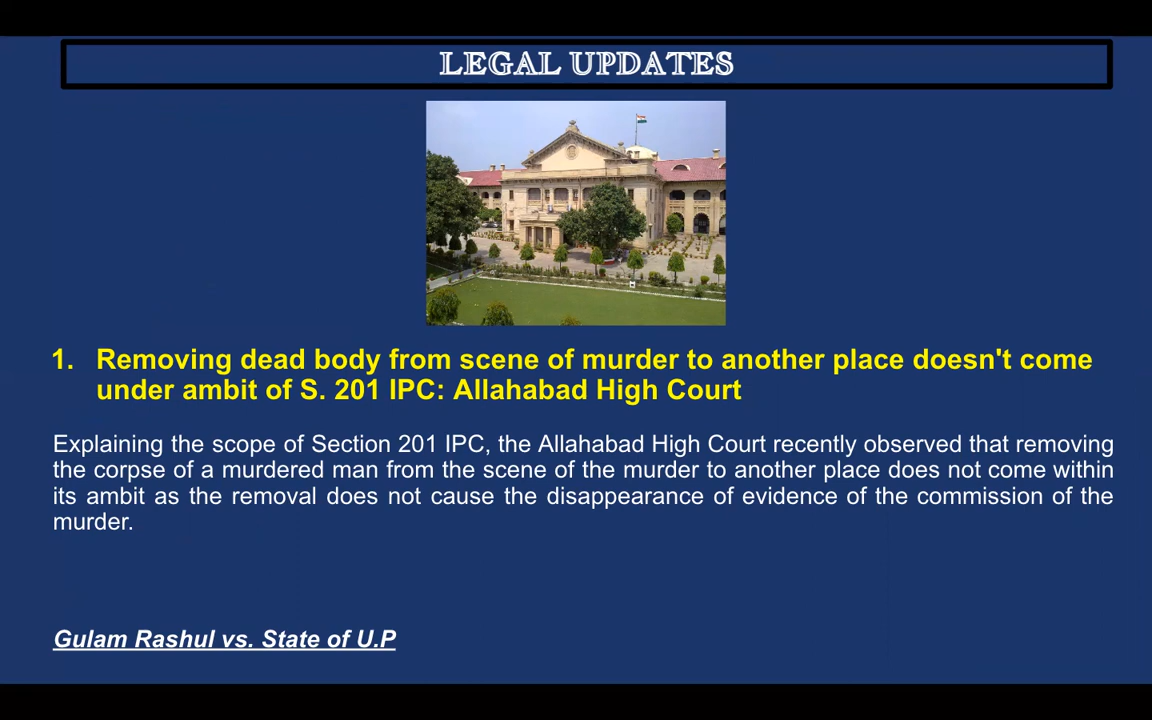 LEGAL UPDATES
1. Removing dead body from scene of murder to another place doesn't come
under ambit of S. 201 IPC: Allahabad High Court
Explaining the scope of Section 201 IPC, the Allahabad High Court recently observed that removing
the corpse of a murdered man from the scene of the murder to another place does not come within
its ambit as the removal does not cause the disappearance of evidence of the commission of the
murder.
Gulam Rashul vs. State of U.P